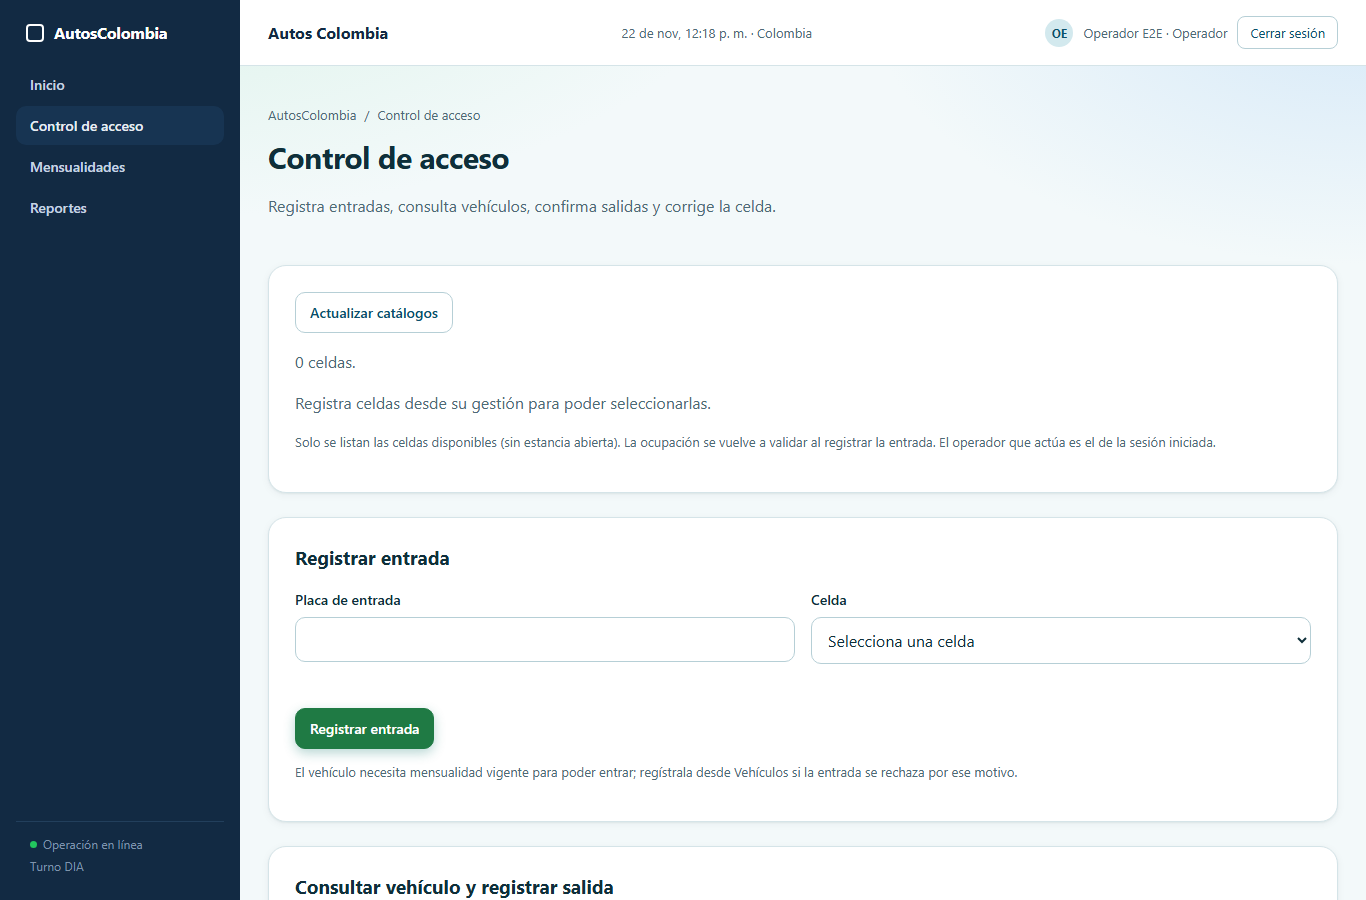 AutosColombia
Inicio
Control de acceso
Mensualidades
Reportes
Operación en línea
Turno DIA
Autos Colombia
22 de nov, 12:18 p. m. · Colombia
OE
Operador E2E · Operador
Cerrar sesión
AutosColombia / Control de acceso
Control de acceso
Registra entradas, consulta vehículos, confirma salidas y corrige la celda.
Actualizar catálogos
0 celdas.
Registra celdas desde su gestión para poder seleccionarlas.
Solo se listan las celdas disponibles (sin estancia abierta). La ocupación se vuelve a validar al registrar la entrada. El operador que actúa es el de la sesión iniciada.
Registrar entrada
Placa de entrada
Celda
Selecciona una celda
Registrar entrada
El vehículo necesita mensualidad vigente para poder entrar; regístrala desde Vehículos si la entrada se rechaza por ese motivo.
Consultar vehículo y registrar salida